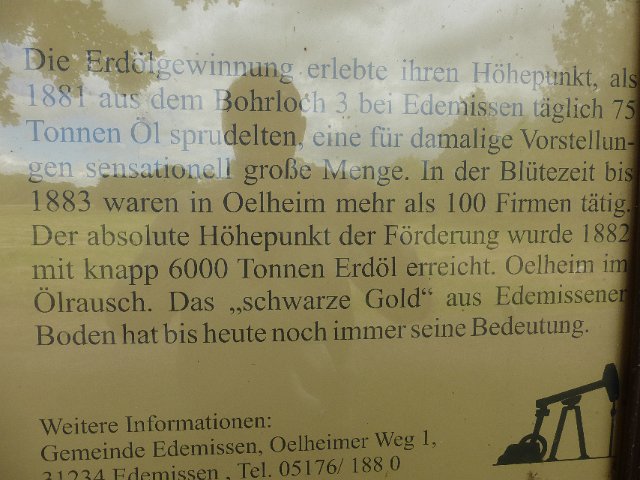 Die Erdölgewinnung erlebte ihren Höhepunkt, als
1881 aus dem Bohrloch 3 bei Edemissen täglich 75
Tonnen Öl sprudelten, eine für damalige Vorstellun-
gen sensationell große Menge. In der Blütezeit bis
1883 waren in Oelheim mehr als 100 Firmen tätig.
Der absolute Höhepunkt der Förderung wurde 1882
mit knapp 6000 Tonnen Erdöl erreicht. Oelheim im
Ölrausch. Das „schwarze Gold“ aus Edemissener
Boden hat bis heute noch immer seine Bedeutung.
Weitere Informationen:
Gemeinde Edemissen, Oelheimer Weg 1,
31234 Edemissen , Tel. 05176/ 188 0